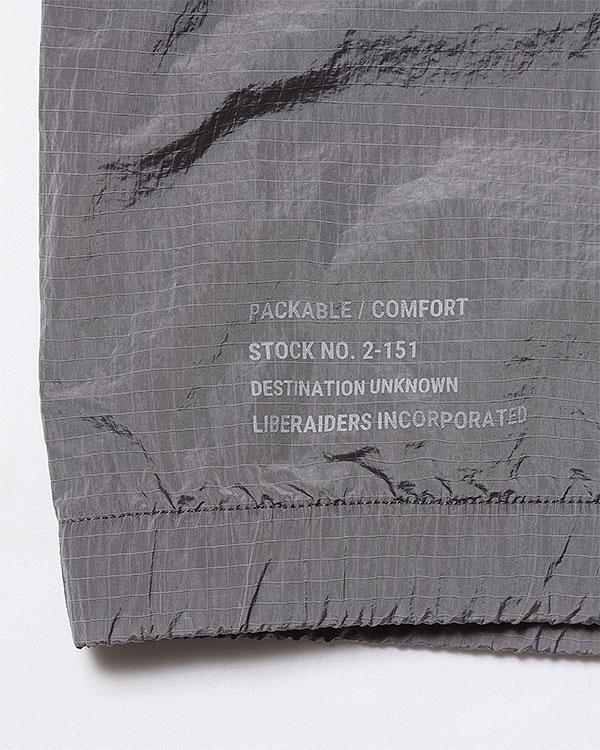 PACKABLE / COMFORT
STOCK NO. 2-151
DESTINATION UNKNOWN
LIBERAIDERS INCORPORATED